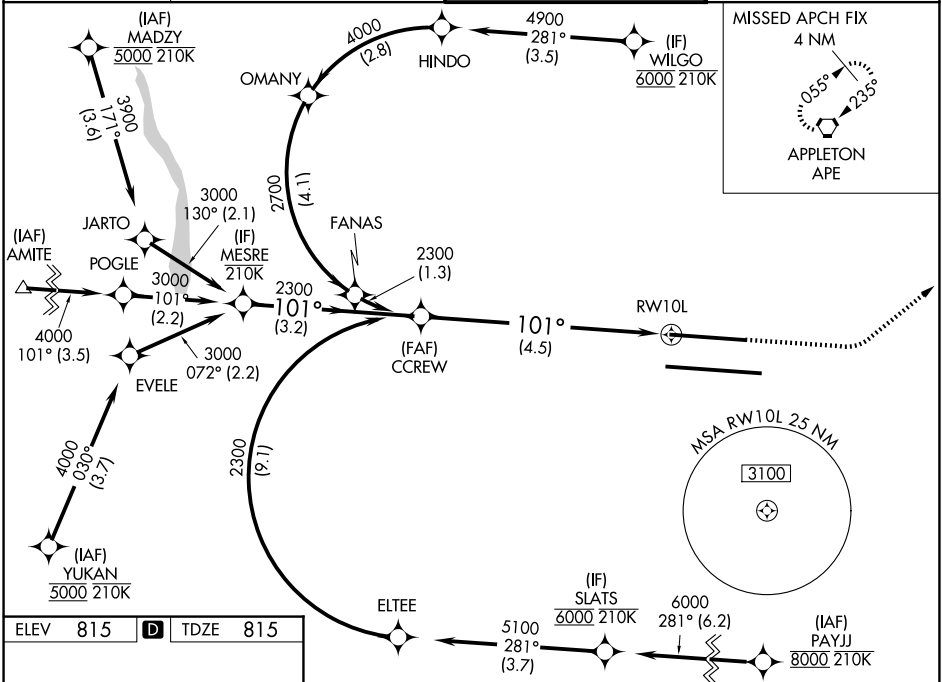 (IAF)
MADZY
5000 210K
3900
171°
(3.6)
4000
(2.8)
OMANY
HINDO
4900
281°
(3.5)
(IF)
WILGO
6000 210K
MISSED APCH FIX
4 NM
055°
235°
APPLETON
APE
2700
(4.1)
JARTO
3000
130° (2.1)
FANAS
2300
(1.3)
(IAF)
AMITE
POGLE
(IF)
MESRE
210K
3000
101°
(2.2)
2300
101°
(3.2)
4000
101° (3.5)
(FAF)
CCREW
101°
(4.5)
RW10L
EVELE
3000
072° (2.2)
4000
030°
(3.7)
2300
(9.1)
MSA RW10L 25 NM
3100
(IAF)
YUKAN
5000 210K
ELTEE
5100
281°
(3.7)
(IF)
SLATS
6000 210K
6000
281° (6.2)
(IAF)
PAYJJ
8000 210K
ELEV 815 D TDZE 815